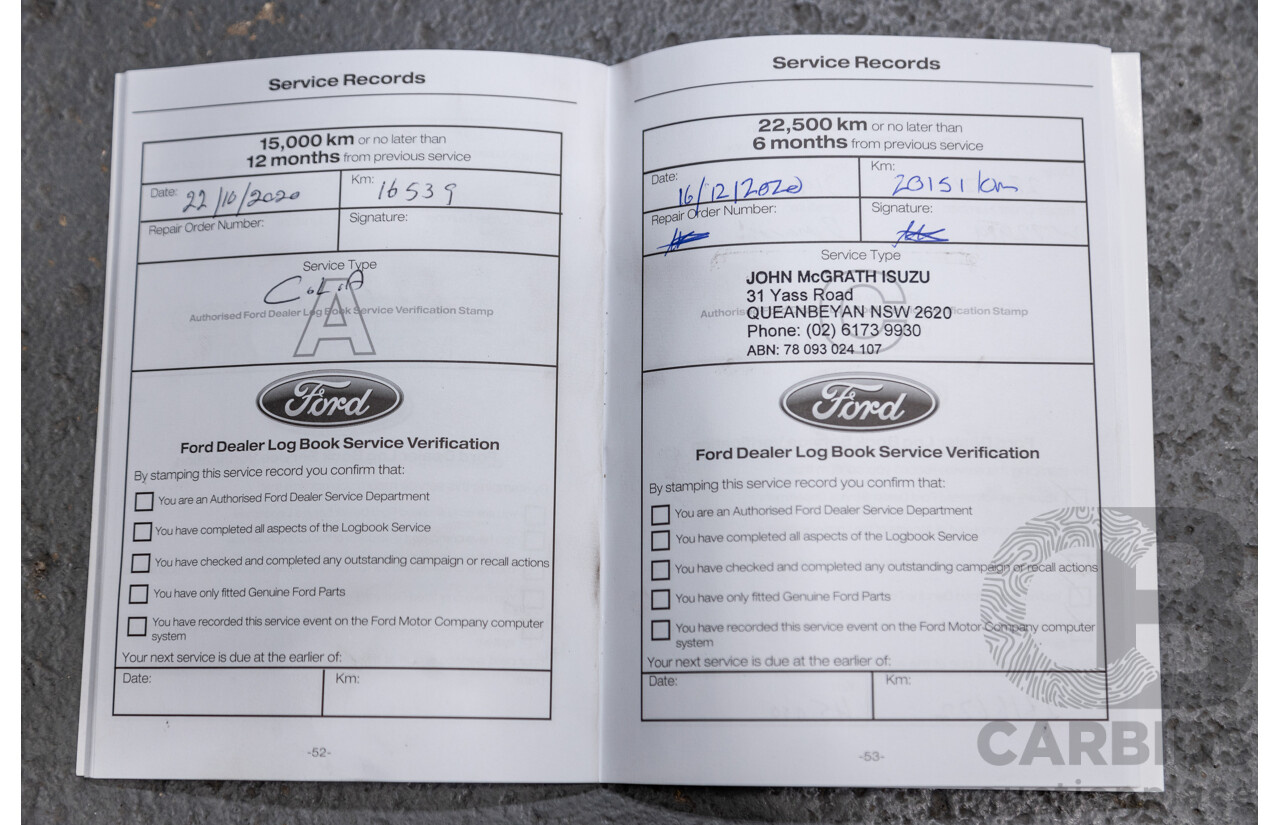 Service Records
15,000 km or no later than
12 months from previous service
Date: 22/10/2020
Km: 16539
Repair Order Number:
Signature:
Service Type
A
Authorised Ford Dealer Log Book Service Verification Stamp
Ford
Ford Dealer Log Book Service Verification
By stamping this service record you confirm that:
You are an Authorised Ford Dealer Service Department
You have completed all aspects of the Logbook Service
You have checked and completed any outstanding campaign or recall actions
You have only fitted Genuine Ford Parts
You have recorded this service event on the Ford Motor Company computer
system
Your next service is due at the earlier of:
Date:
Km:
-52-
Service Records
22,500 km or no later than
6 months from previous service
Date: 16/12/2020
Km: 20151 km
Repair Order Number:
Signature:
Service Type
JOHN McGRATH ISUZU
31 Yass Road
C
QUEANBEYAN NSW 2620
Phone: (02) 6173 9930
ABN: 78 093 024 107
Ford
Ford Dealer Log Book Service Verification
By stamping this service record you confirm that:
You are an Authorised Ford Dealer Service Department
You have completed all aspects of the Logbook Service
You have checked and completed any outstanding campaign or recall actions
You have only fitted Genuine Ford Parts
You have recorded this service event on the Ford Motor Company computer
system
Your next service is due at the earlier of:
Date:
Km:
-53-